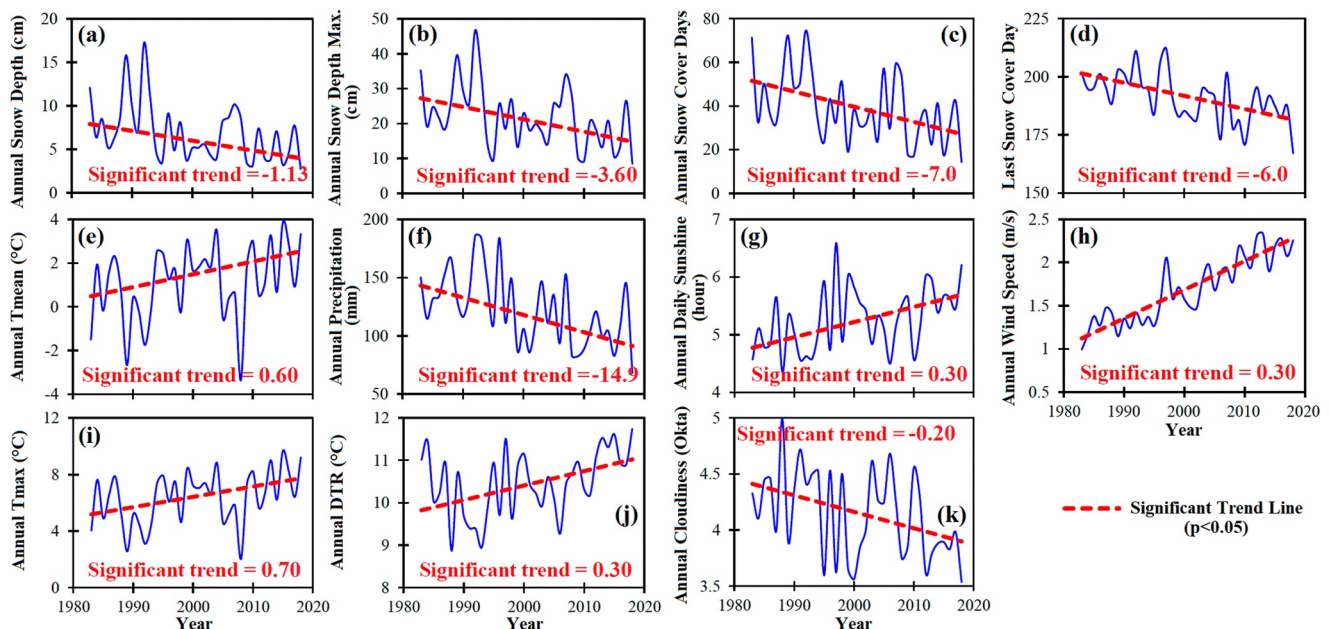 Annual Snow Depth (cm)
20
15
10
5
0
(a)
Significant trend =-1.13
Annual Snow Depth Max.
(cm)
50
40
30
20
10
0
(b)
Significant trend =-3.60
Annual Snow Cover Days
80
60
40
20
0
(c)
Significant trend =-7.0
Last Snow Cover Day
225
200
175
150
(d)
Significant trend =-6.0
Annual Tmean (°C)
4
2
0
-2
-4
(e)
Significant trend = 0.60
Annual Precipitation
(mm)
200
150
100
50
(f)
Significant trend =-14.9
Annual Daily Sunshine
(hour)
7
6
5
4
(g)
Significant trend = 0.30
Annual Wind Speed (m/s)
2.5
2
1.5
1
0.5
(h)
Significant trend = 0.30
1980 1990 2000 2010 2020
Year
Annual Tmax (°C)
12
8
4
0
(i)
Significant trend = 0.70
1980 1990 2000 2010 2020
Year
Annual DTR (°C)
12
11
10
9
8
(j)
Significant trend = 0.30
1980 1990 2000 2010 2020
Year
Annual Cloudiness (Okta)
5
4.5
4
3.5
Significant trend =-0.20
(k)
1980 1990 2000 2010 2020
Year
Significant Trend Line
(p<0.05)